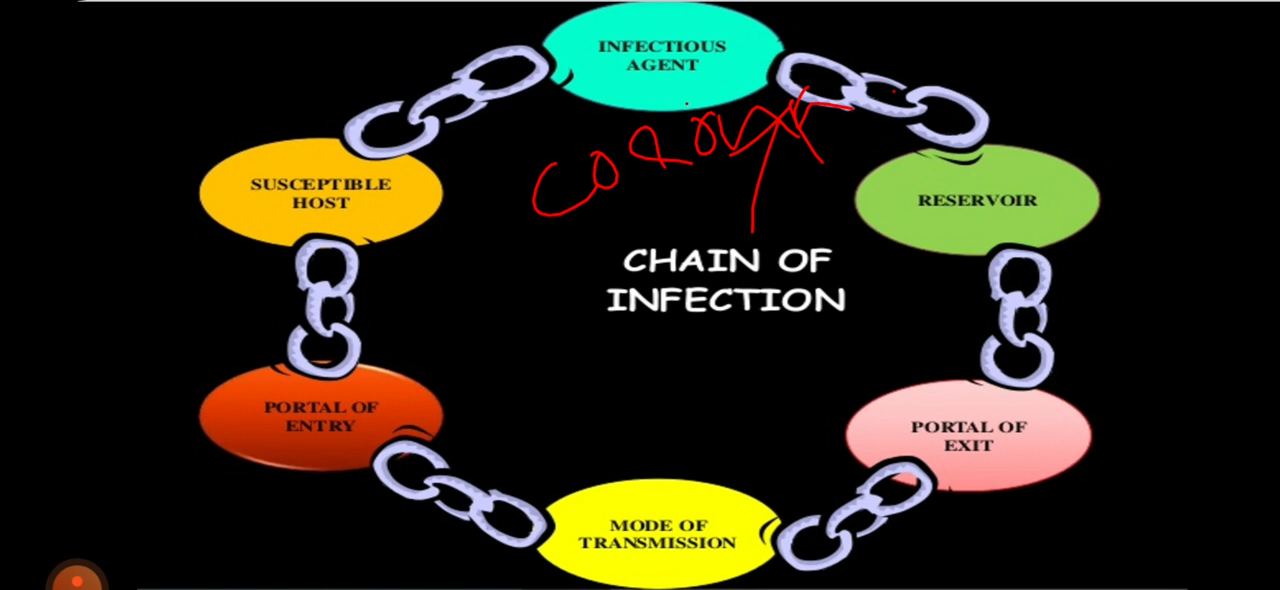 INFECTIOUS
AGENT
SUSCEPTIBLE
HOST
RESERVOIR
CHAIN OF
INFECTION
PORTAL OF
ENTRY
PORTAL OF
EXIT
MODE OF
TRANSMISSION